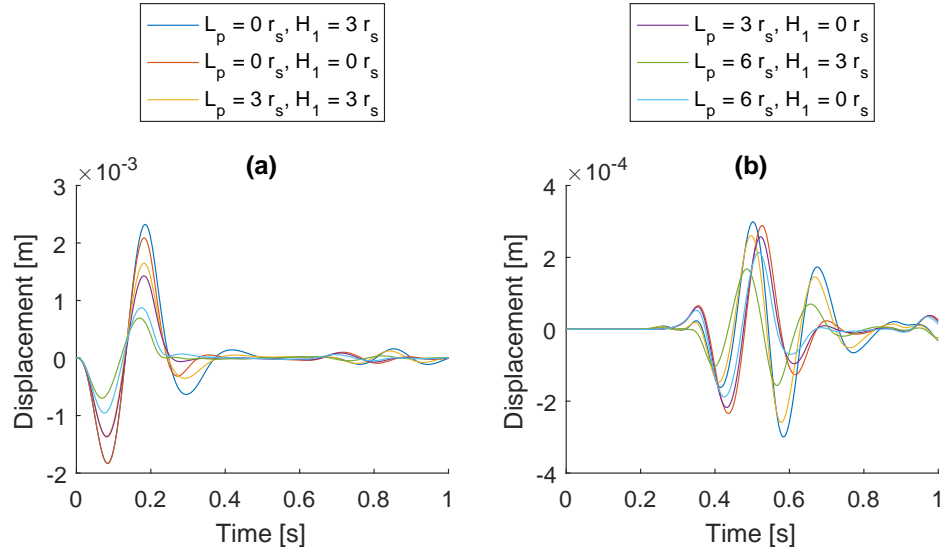 L_p = 0 r_s, H_1 = 3 r_s
L_p = 0 r_s, H_1 = 0 r_s
L_p = 3 r_s, H_1 = 3 r_s
L_p = 3 r_s, H_1 = 0 r_s
L_p = 6 r_s, H_1 = 3 r_s
L_p = 6 r_s, H_1 = 0 r_s
(a)
×10^-3
3
2
1
0
-1
-2
Displacement [m]
0 0.2 0.4 0.6 0.8 1
Time [s]
(b)
×10^-4
4
2
0
-2
-4
Displacement [m]
0 0.2 0.4 0.6 0.8 1
Time [s]